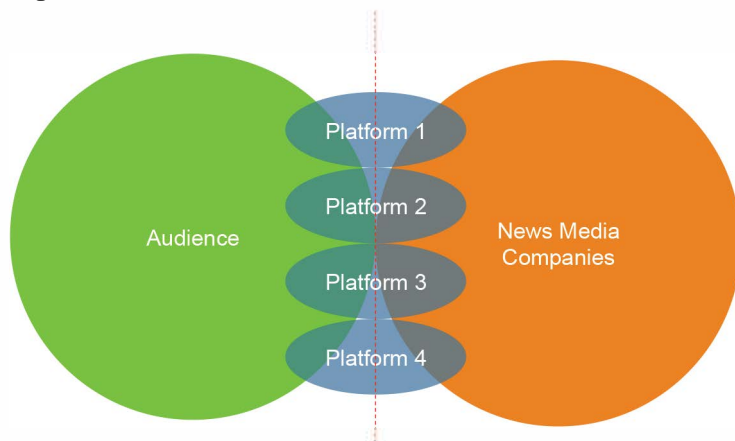 Platform 1
Platform 2
Audience
News Media
Companies
Platform 3
Platform 4